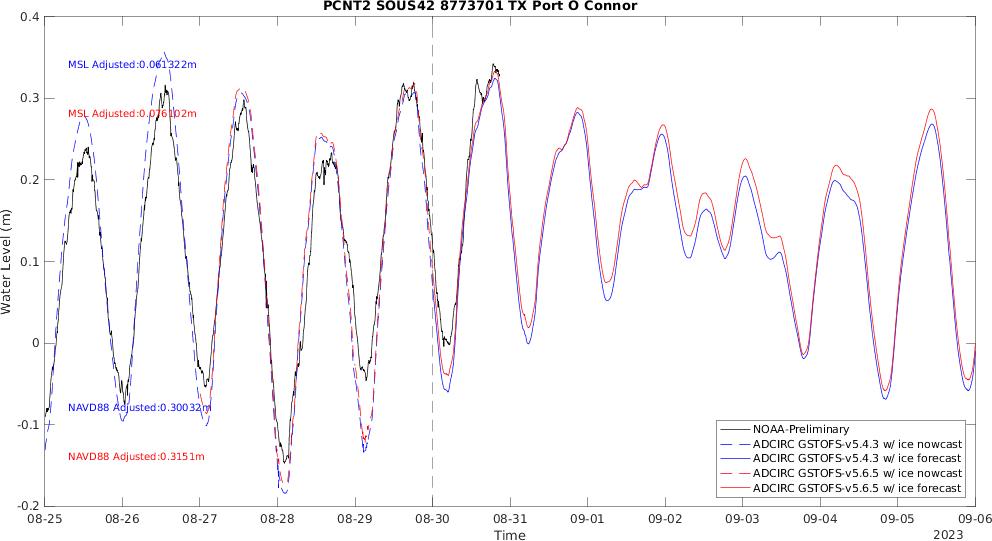 PCNT2 SOUS42 8773701 TX Port O Connor
0.4
0.3
0.2
0.1
0
-0.1
-0.2
Water Level (m)
MSL Adjusted:0.061322m
MSL Adjusted:0.076102m
NAVD88 Adjusted:0.30032m
NAVD88 Adjusted:0.3151m
NOAA-Preliminary
ADCIRC GSTOFS-v5.4.3 w/ ice nowcast
ADCIRC GSTOFS-v5.4.3 w/ ice forecast
ADCIRC GSTOFS-v5.6.5 w/ ice nowcast
ADCIRC GSTOFS-v5.6.5 w/ ice forecast
08-25 08-26 08-27 08-28 08-29 08-30 08-31 09-01 09-02 09-03 09-04 09-05 09-06
Time
2023